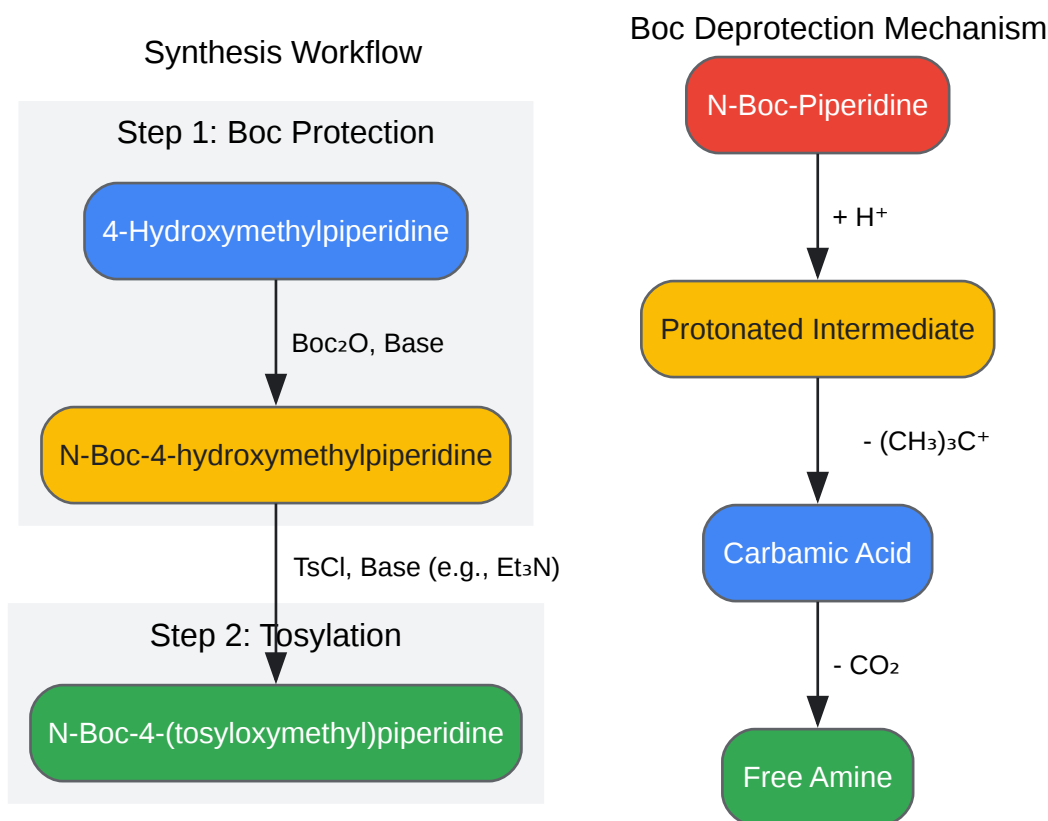 Synthesis Workflow
Step 1: Boc Protection
4-Hydroxymethylpiperidine
Boc₂O, Base
N-Boc-4-hydroxymethylpiperidine
TsCl, Base (e.g., Et₃N)
Step 2: Tosylation
N-Boc-4-(tosyloxymethyl)piperidine
Boc Deprotection Mechanism
N-Boc-Piperidine
+ H⁺
Protonated Intermediate
- (CH₃)₃C⁺
Carbamic Acid
- CO₂
Free Amine